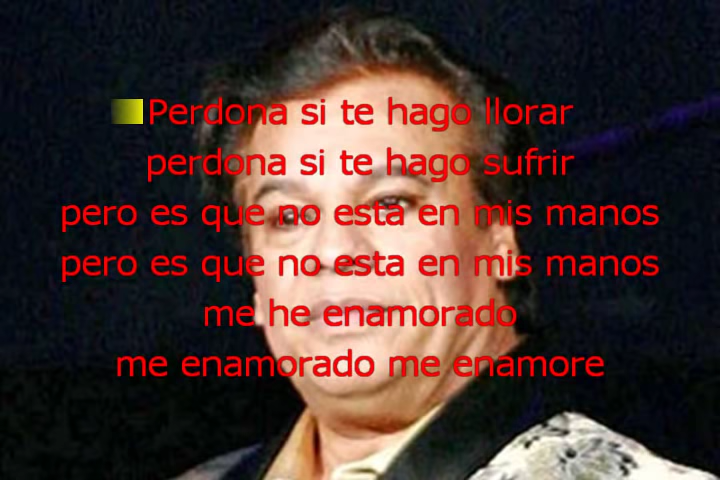 Perdona si te hago llorar
perdona si te hago sufrir
pero es que no esta en mis manos
pero es que no esta en mis manos
me he enamorado
me enamorado me enamore